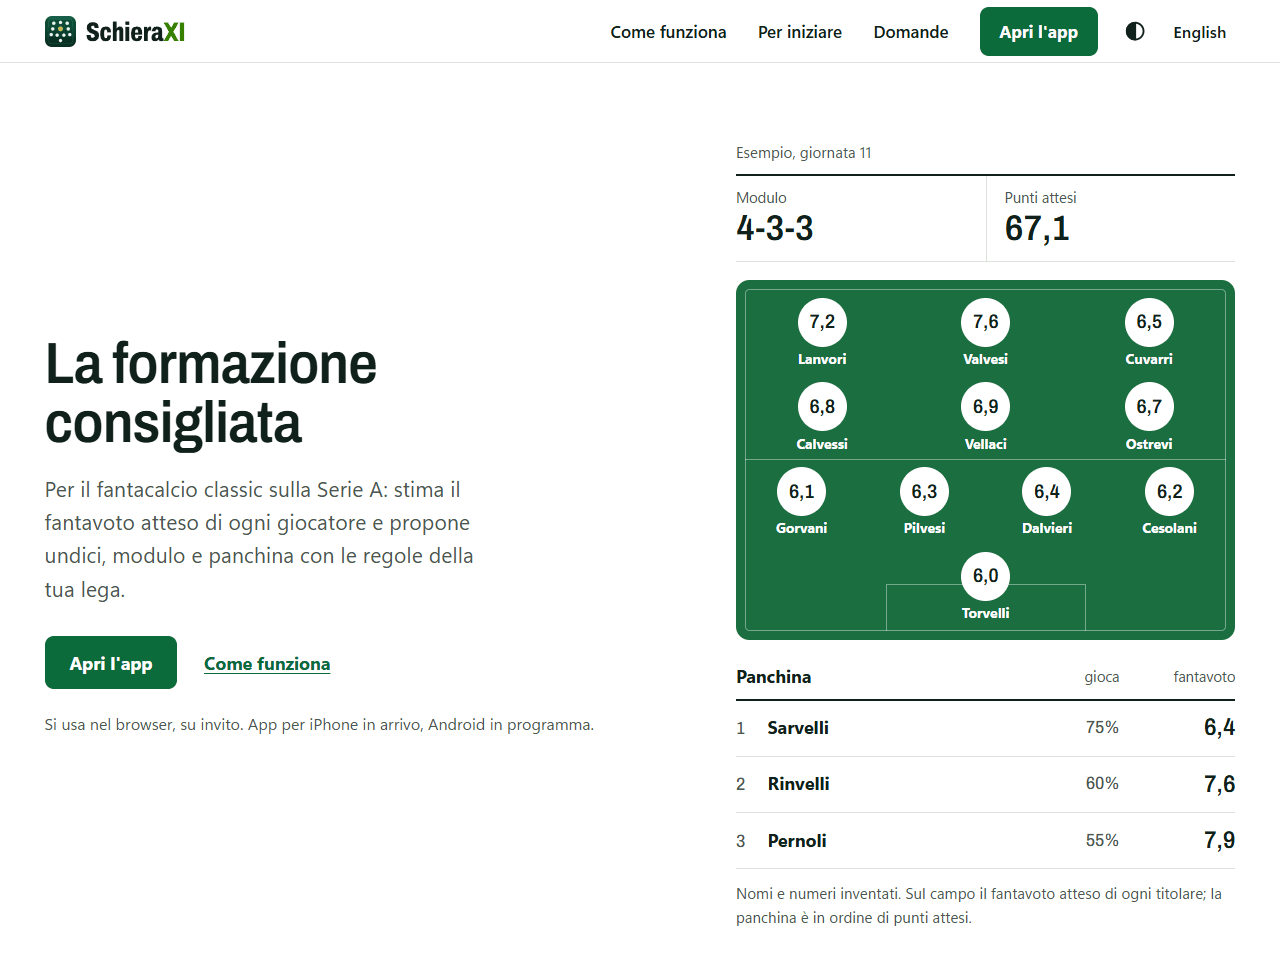 SchieraXI
Come funziona
Per iniziare
Domande
Apri l'app
English
La formazione
consigliata
Per il fantacalcio classic sulla Serie A: stima il
fantavoto atteso di ogni giocatore e propone
undici, modulo e panchina con le regole della
tua lega.
Apri l'app
Come funziona
Si usa nel browser, su invito. App per iPhone in arrivo, Android in programma.
Esempio, giornata 11
Modulo
4-3-3
Punti attesi
67,1
7,2 7,6 6,5
Lanvori Valvesi Cuvarri
6,8 6,9 6,7
Calvessi Vellaci Ostrevi
6,1 6,3 6,4 6,2
Gorvani Pilvesi Dalvieri Cesolani
6,0
Torvelli
Panchina gioca fantavoto
1 Sarvelli 75% 6,4
2 Rinvelli 60% 7,6
3 Pernoli 55% 7,9
Nomi e numeri inventati. Sul campo il fantavoto atteso di ogni titolare; la
panchina è in ordine di punti attesi.